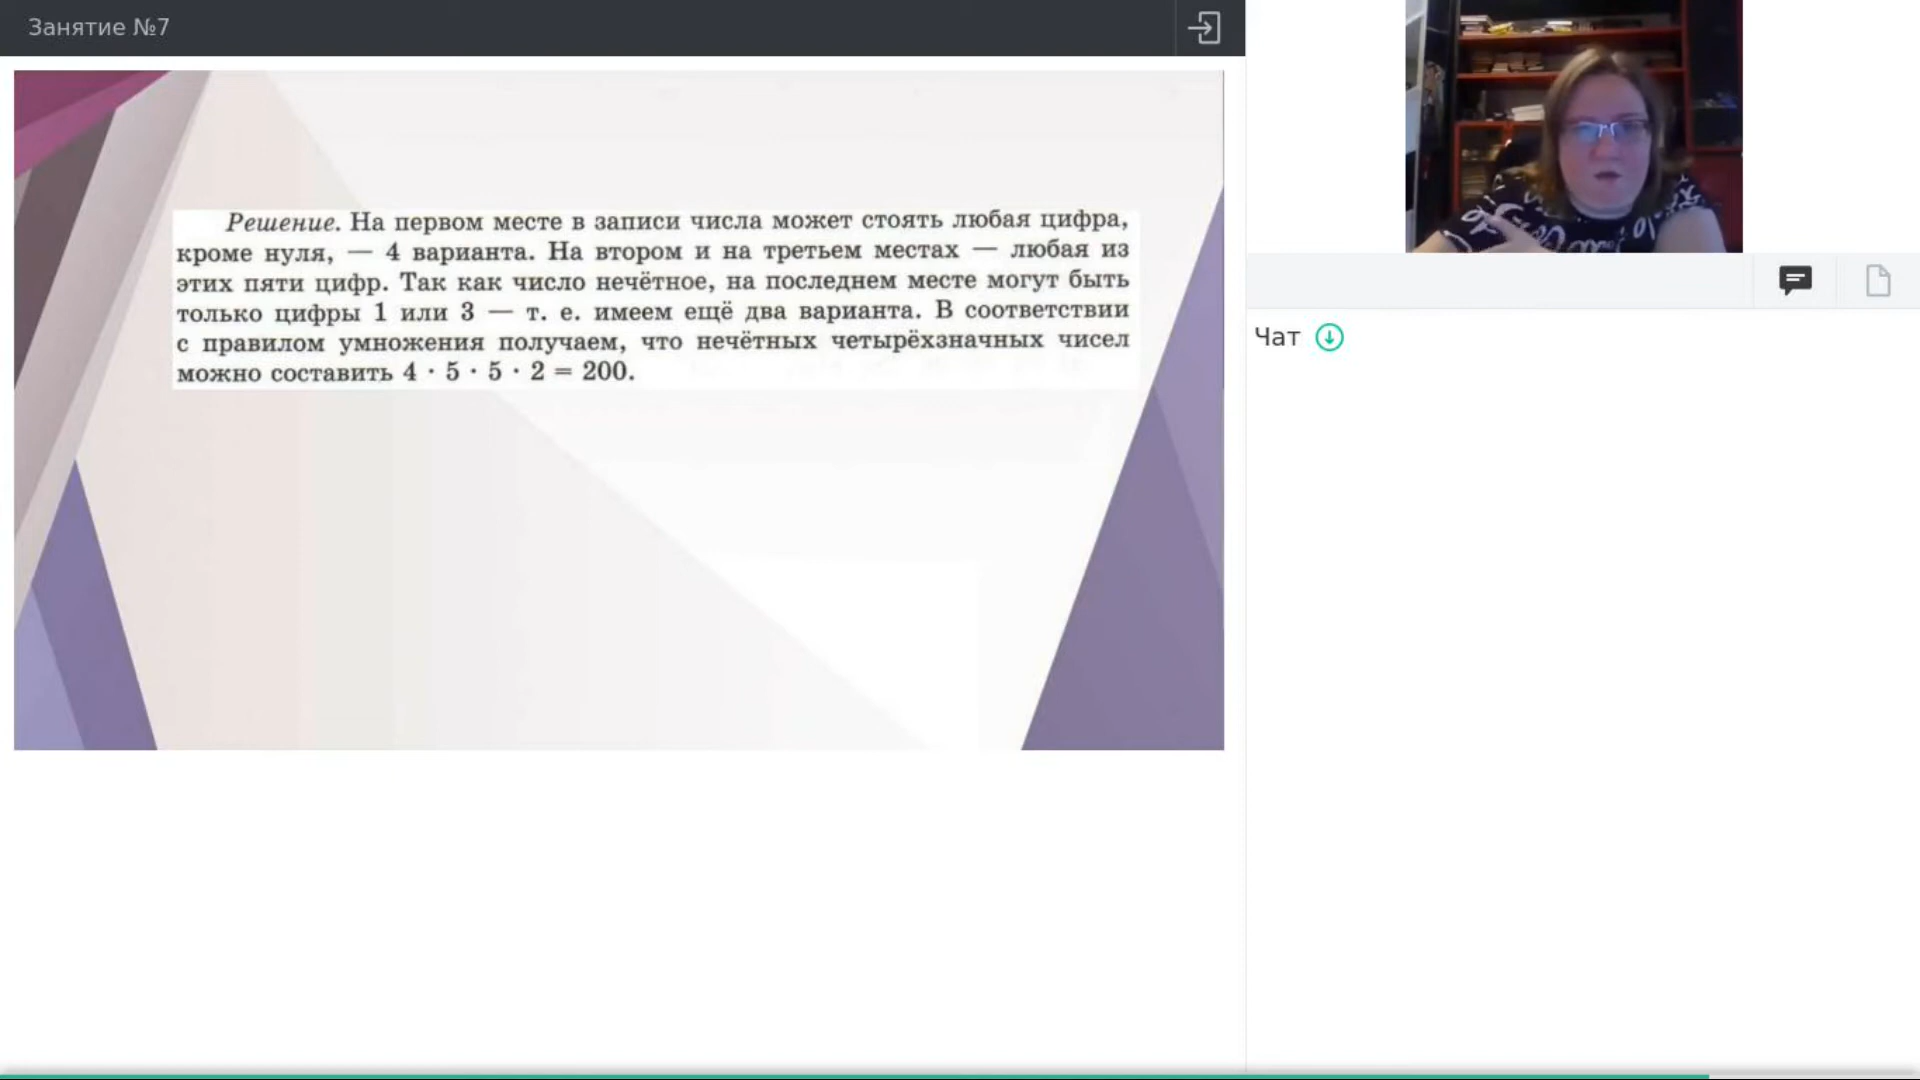 Занятие №7
Решение. На первом месте в записи числа может стоять любая цифра,
кроме нуля, — 4 варианта. На втором и на третьем местах — любая из
этих пяти цифр. Так как число нечётное, на последнем месте могут быть
только цифры 1 или 3 — т. е. имеем ещё два варианта. В соответствии
с правилом умножения получаем, что нечётных четырёхзначных чисел
можно составить 4 · 5 · 5 · 2 = 200.
Чат